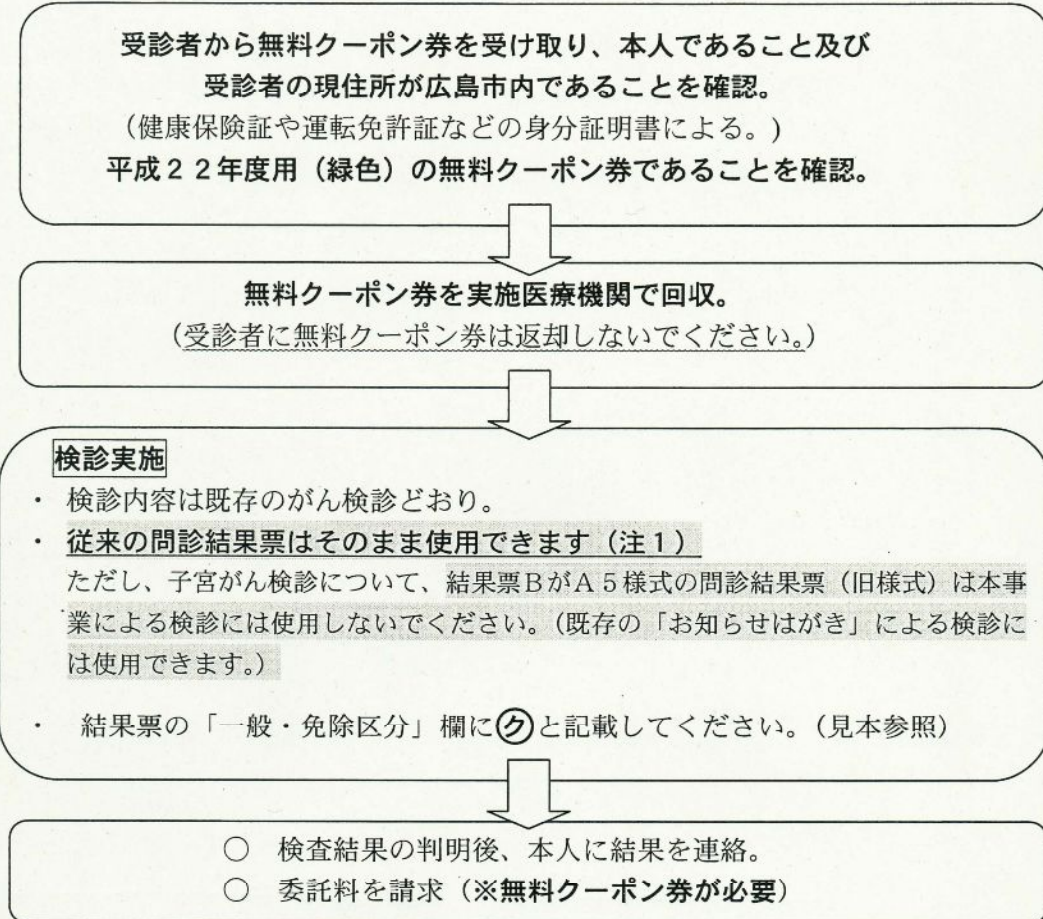 受診者から無料クーポン券を受け取り、本人であること及び
受診者の現住所が広島市内であることを確認。
（健康保険証や運転免許証などの身分証明書による。)
平成２２年度用（緑色）の無料クーポン券であることを確認。
無料クーポン券を実施医療機関で回収。
（受診者に無料クーポン券は返却しないでください。）
検診実施
・ 検診内容は既存のがん検診どおり。
・ 従来の問診結果票はそのまま使用できます（注１）
ただし、子宮がん検診について、結果票ＢがＡ５様式の問診結果票（旧様式）は本事
業による検診には使用しないでください。（既存の「お知らせはがき」による検診に
は使用できます。）
・ 結果票の「一般・免除区分」欄に㋗と記載してください。（見本参照）
○ 検査結果の判明後、本人に結果を連絡。
○ 委託料を請求（※無料クーポン券が必要）